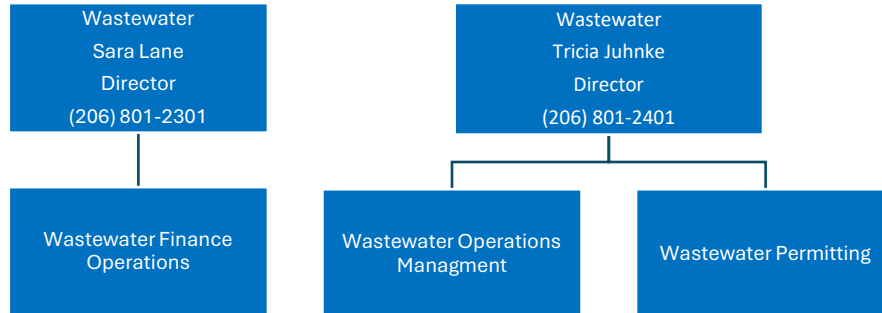 Wastewater
Sara Lane
Director
(206) 801-2301
Wastewater
Tricia Juhnke
Director
(206) 801-2401
Wastewater Finance
Operations
Wastewater Operations
Managment
Wastewater Permitting